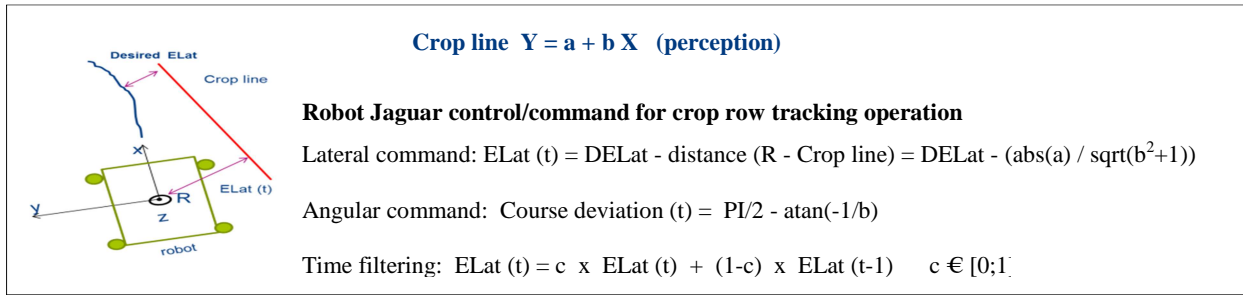 Crop line Y = a + b X (perception)
Desired ELat
Crop line
Robot Jaguar control/command for crop row tracking operation
x
Lateral command: ELat (t) = DELat - distance (R - Crop line) = DELat - (abs(a) / sqrt(b²+1))
R
ELat (t)
y
z
Angular command: Course deviation (t) = PI/2 - atan(-1/b)
robot
Time filtering: ELat (t) = c x ELat (t) + (1-c) x ELat (t-1) c € [0;1]